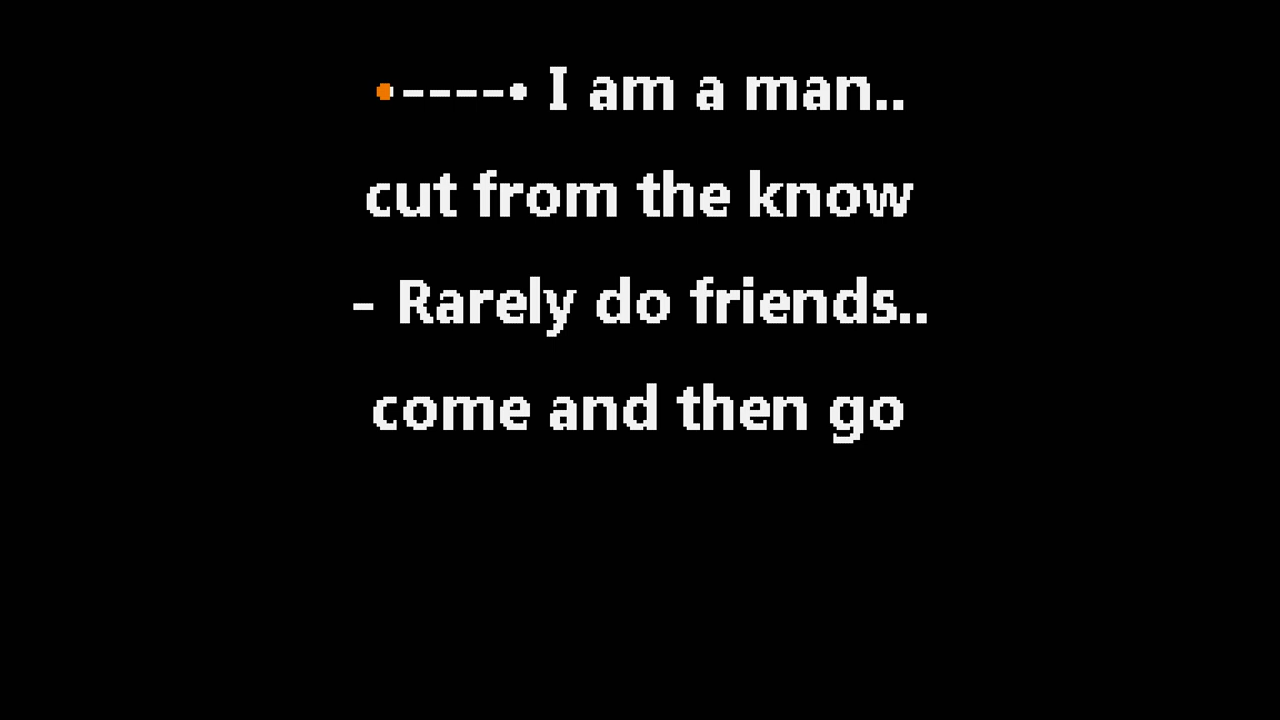 •----• I am a man..
cut from the know
- Rarely do friends..
come and then go